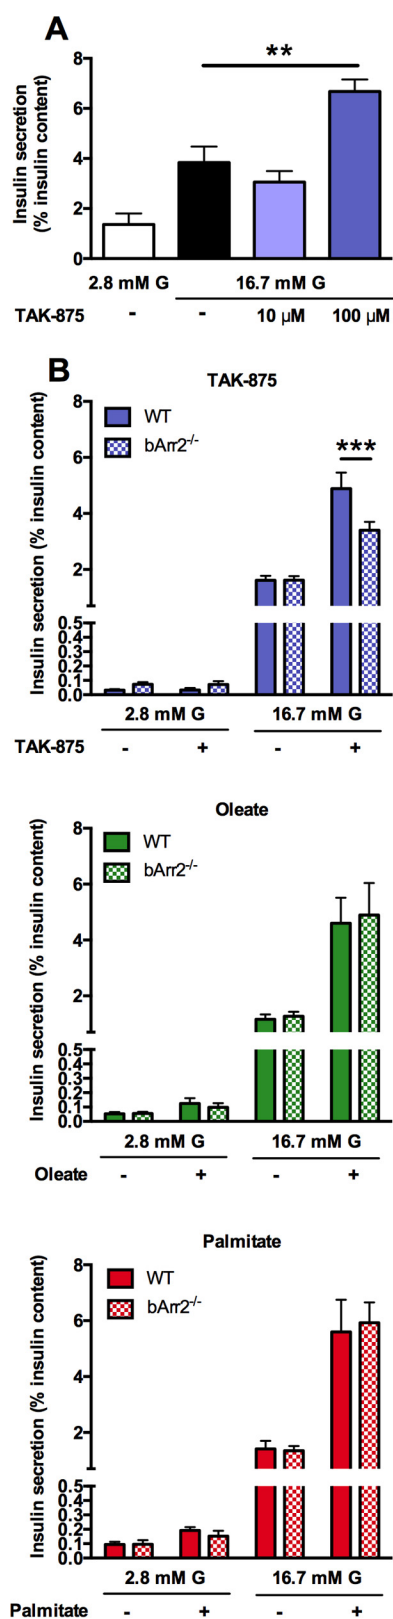 A
Insulin secretion
(% insulin content)
8
6
4
2
0
**
2.8 mM G
16.7 mM G
TAK-875
-
-
10 µM
100 µM
B
TAK-875
WT
bArr2-/-
Insulin secretion (% insulin content)
8
6
4
2
0.5
0.4
0.3
0.2
0.1
0.0
***
2.8 mM G
16.7 mM G
TAK-875
-
+
-
+
Oleate
WT
bArr2-/-
Insulin secretion (% insulin content)
8
6
4
2
0.5
0.4
0.3
0.2
0.1
0.0
2.8 mM G
16.7 mM G
Oleate
-
+
-
+
Palmitate
WT
bArr2-/-
Insulin secretion (% insulin content)
8
6
4
2
0.5
0.4
0.3
0.2
0.1
0.0
2.8 mM G
16.7 mM G
Palmitate
-
+
-
+